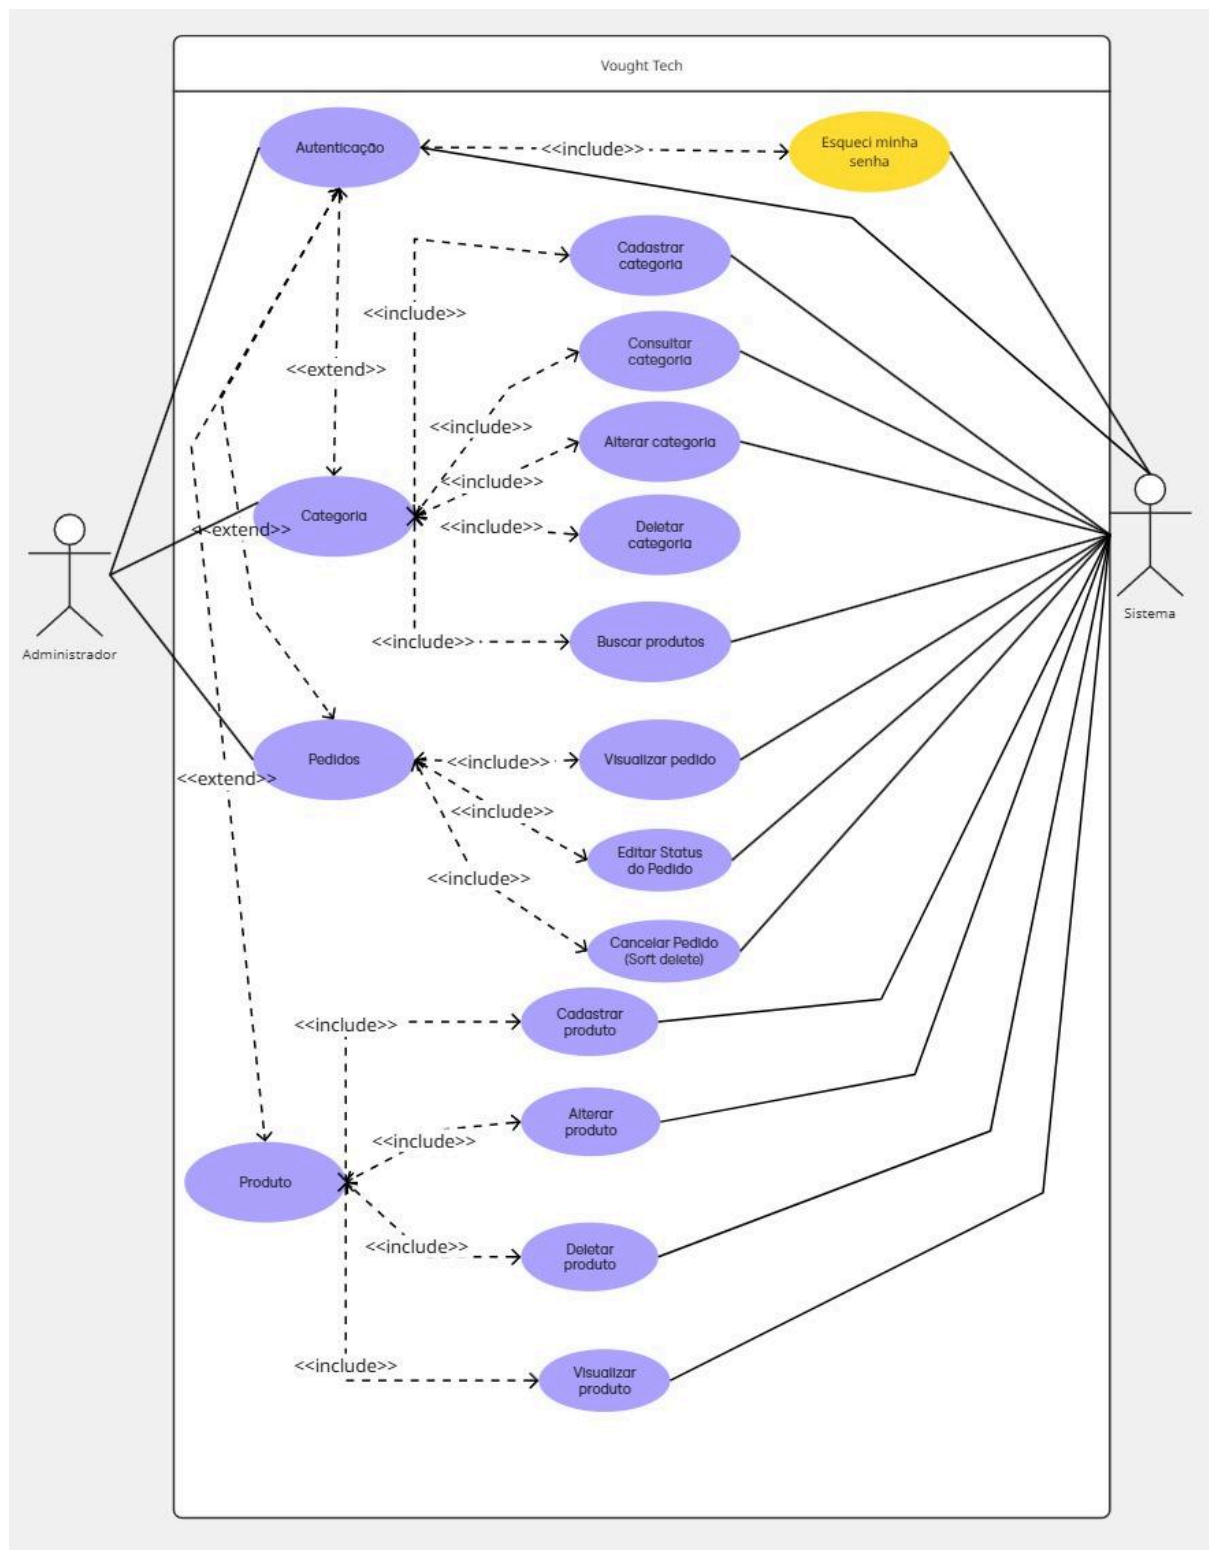 Vought Tech
Autenticação
<<include>>
Esqueci minha
senha
Cadastrar
categoria
<<include>>
Consultar
categoria
<<extend>>
<<include>>
Alterar categoria
<<include>>
Categoria
<<extend>>
<<include>>
Deletar
categoria
Sistema
Administrador
<<include>>
Buscar produtos
Pedidos
<<include>>
Visualizar pedido
<<extend>>
<<include>>
Editar Status
do Pedido
<<include>>
Cancelar Pedido
(Soft delete)
<<include>>
Cadastrar
produto
Alterar
produto
<<include>>
Produto
<<include>>
Deletar
produto
<<include>>
Visualizar
produto